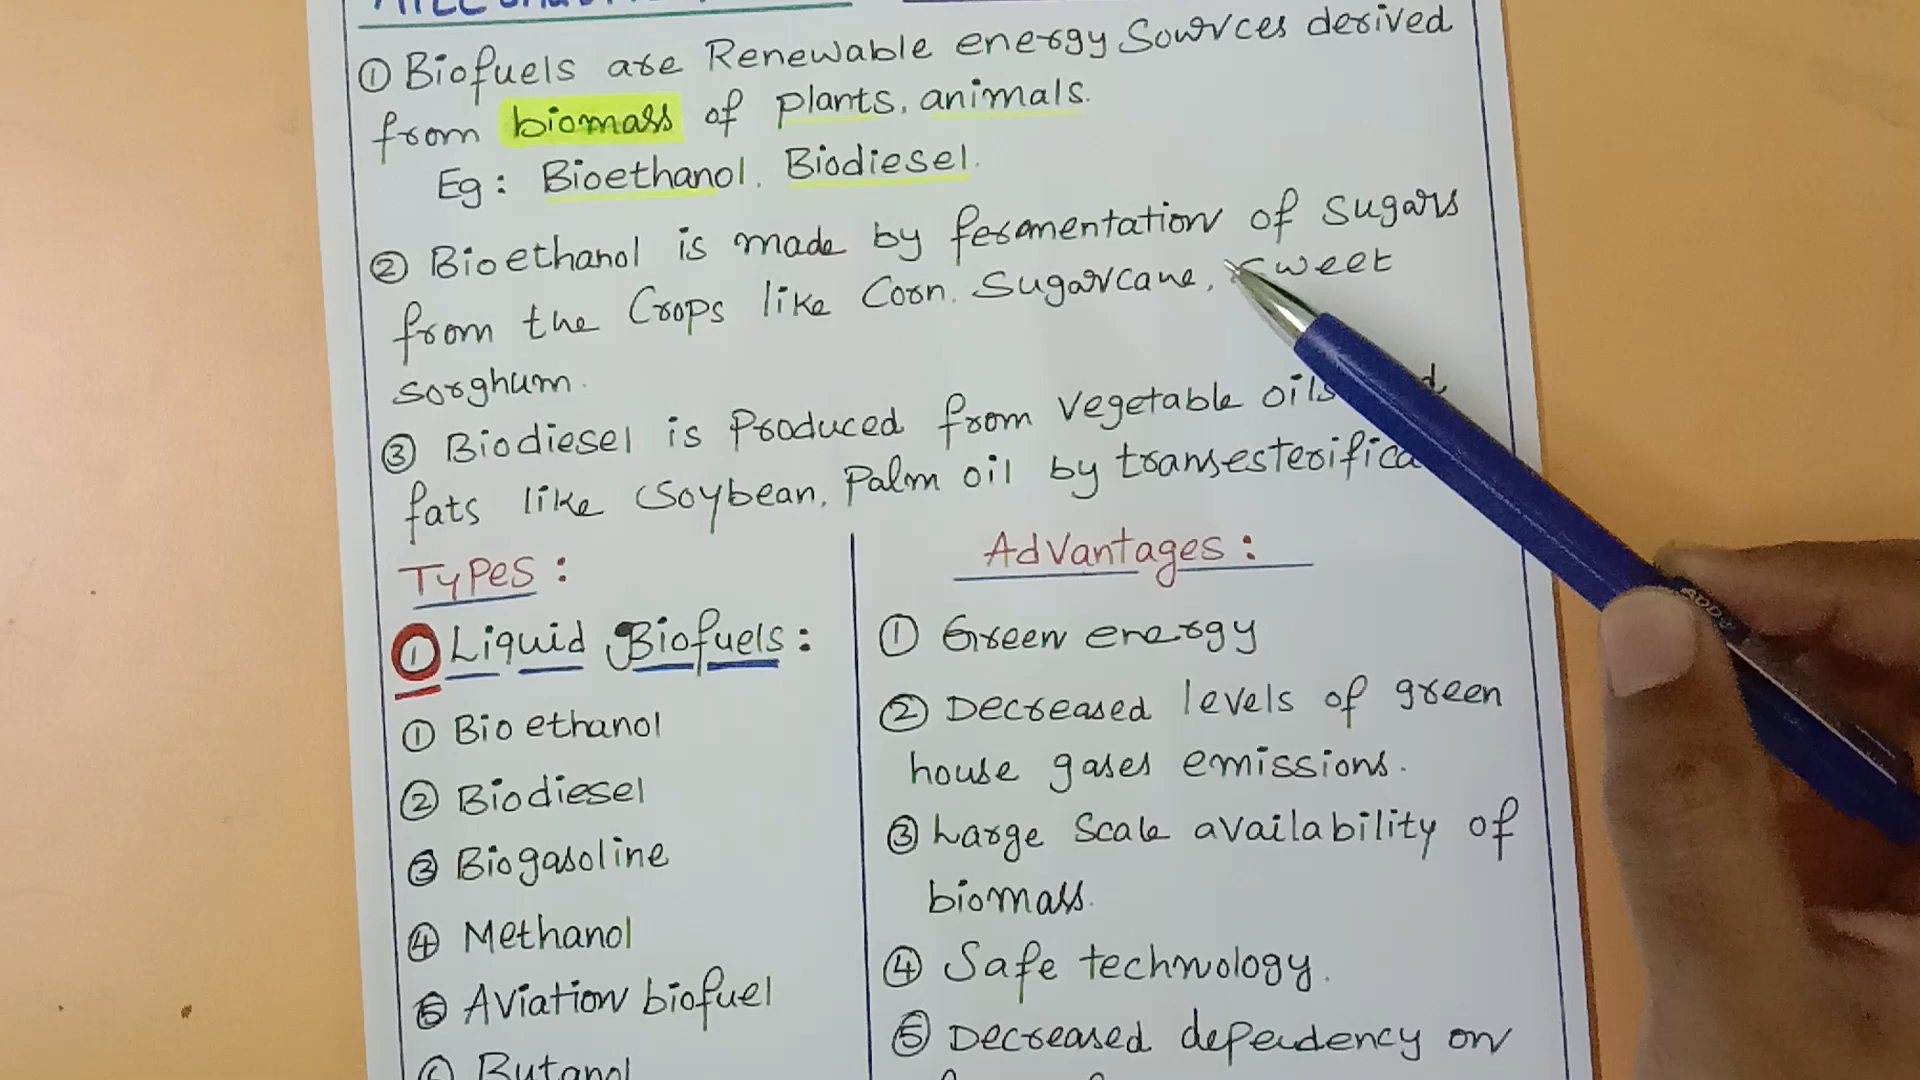 ① Biofuels are Renewable energy Sources derived
from biomass of plants, animals.
Eg: Bioethanol, Biodiesel.
② Bioethanol is made by fermentation of sugars
from the Crops like Corn, Sugarcane, sweet
sorghum.
③ Biodiesel is Produced from vegetable oils
fats like Soybean, Palm oil by
Types:
① Liquid Biofuels:
① Bioethanol
② Biodiesel
③ Biogasoline
④ Methanol
⑤ Aviation biofuel
⑥ Butanol
Advantages:
① Green energy
② Decreased levels of green
house gases emissions.
③ Large Scale availability of
biomass.
④ Safe technology.
⑤ Decreased dependency on